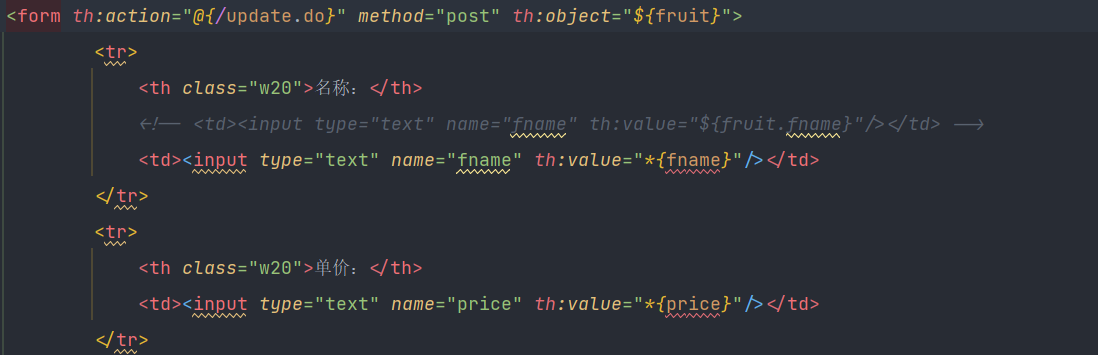 <form th:action="@{/update.do}" method="post" th:object="${fruit}">
<tr>
<th class="w20">名称：</th>
<!-- <td><input type="text" name="fname" th:value="${fruit.fname}"/></td> -->
<td><input type="text" name="fname" th:value="*{fname}"/></td>
</tr>
<tr>
<th class="w20">单价：</th>
<td><input type="text" name="price" th:value="*{price}"/></td>
</tr>